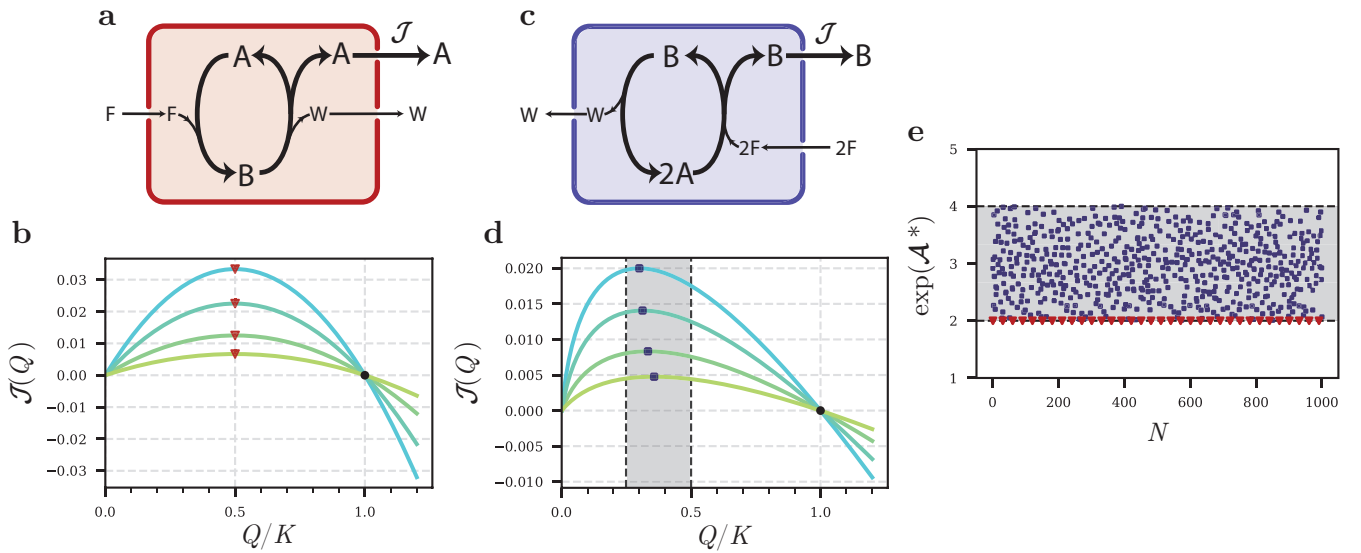 a
𝒥
A
A
A
F
F
W
W
B
c
𝒥
B
B
B
W
W
2F
2F
2A
b
𝒥(Q)
0.03
0.02
0.01
0.00
−0.01
−0.02
−0.03
0.0
0.5
1.0
Q/K
d
𝒥(Q)
0.020
0.015
0.010
0.005
0.000
−0.005
−0.010
0.0
0.5
1.0
Q/K
e
exp(𝒜*)
5
4
3
2
1
0
200
400
600
800
1000
N